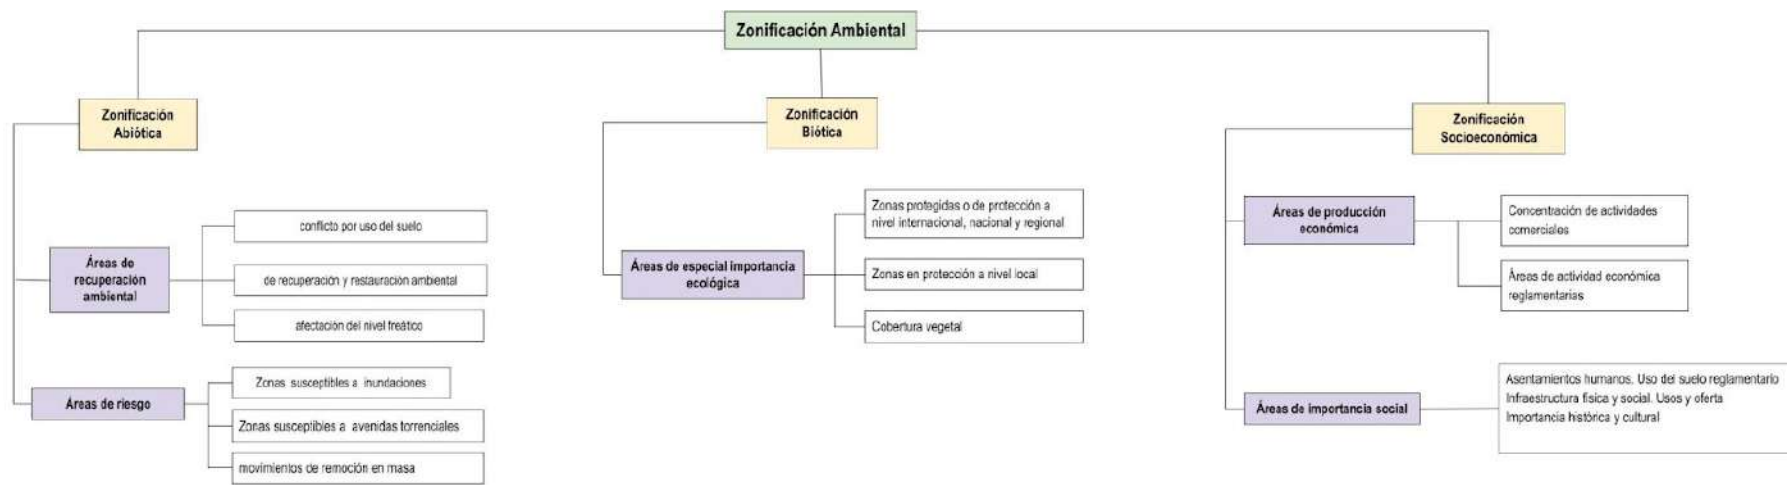 Zonificación Ambiental
Zonificación
Abiótica
Áreas de
recuperación
ambiental
conflicto por uso del suelo
de recuperación y restauración ambiental
afectación del nivel freático
Áreas de riesgo
Zonas susceptibles a inundaciones
Zonas susceptibles a avenidas torrenciales
movimientos de remoción en masa
Zonificación
Biótica
Áreas de especial importancia
ecológica
Zonas protegidas o de protección a
nivel internacional, nacional y regional
Zonas en protección a nivel local
Cobertura vegetal
Zonificación
Socioeconómica
Áreas de producción
económica
Concentración de actividades
comerciales
Áreas de actividad económica
reglamentarias
Áreas de importancia social
Asentamientos humanos. Uso del suelo reglamentario
Infraestructura física y social. Usos y oferta
Importancia histórica y cultural